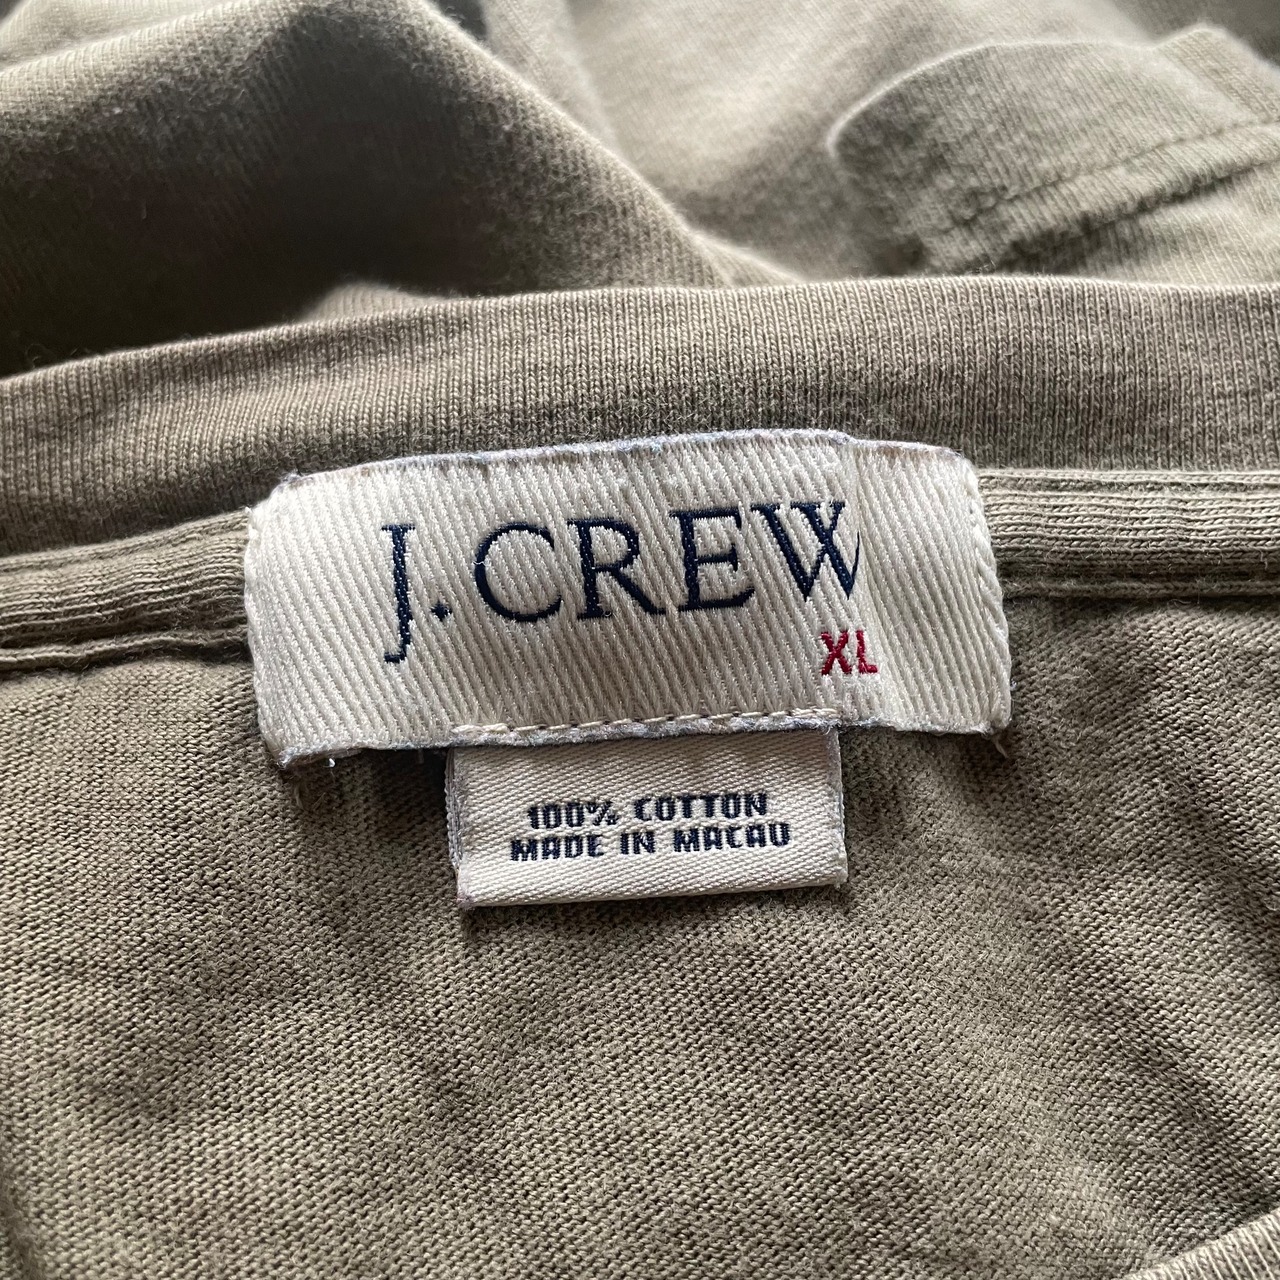 J.CREW
XL
100% COTTON
MADE IN MACAU